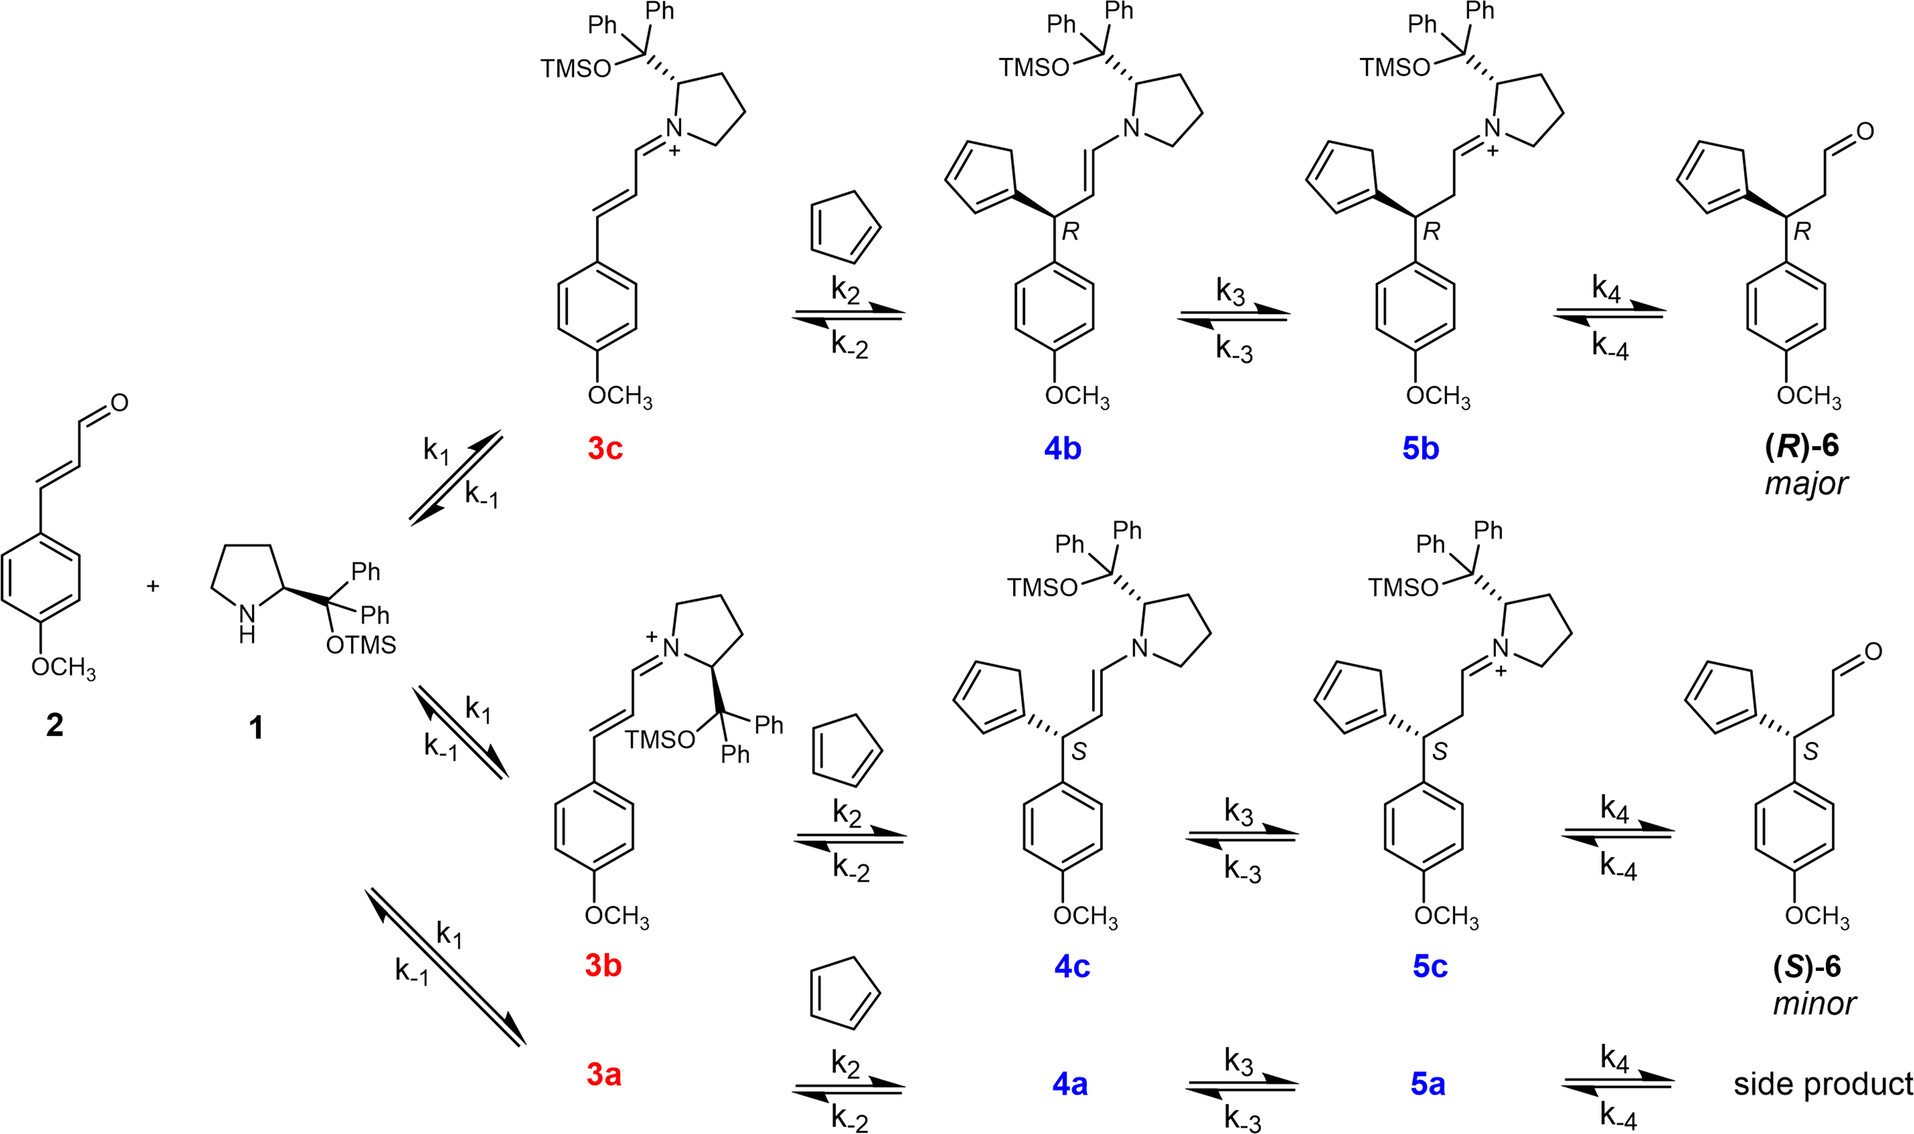 Ph
Ph
TMSO
N
+
OCH3
3c
k2
k-2
Ph
Ph
TMSO
N
R
OCH3
4b
k3
k-3
Ph
Ph
TMSO
N
+
R
OCH3
5b
k4
k-4
O
R
OCH3
(R)-6
major
O
OCH3
2
+
N
H
Ph
Ph
OTMS
1
k1
k-1
k1
k-1
k1
k-1
+
N
TMSO
Ph
Ph
OCH3
3b
k2
k-2
Ph
Ph
TMSO
N
S
OCH3
4c
k3
k-3
Ph
Ph
TMSO
N
+
S
OCH3
5c
k4
k-4
O
S
OCH3
(S)-6
minor
3a
k2
k-2
4a
k3
k-3
5a
k4
k-4
side product